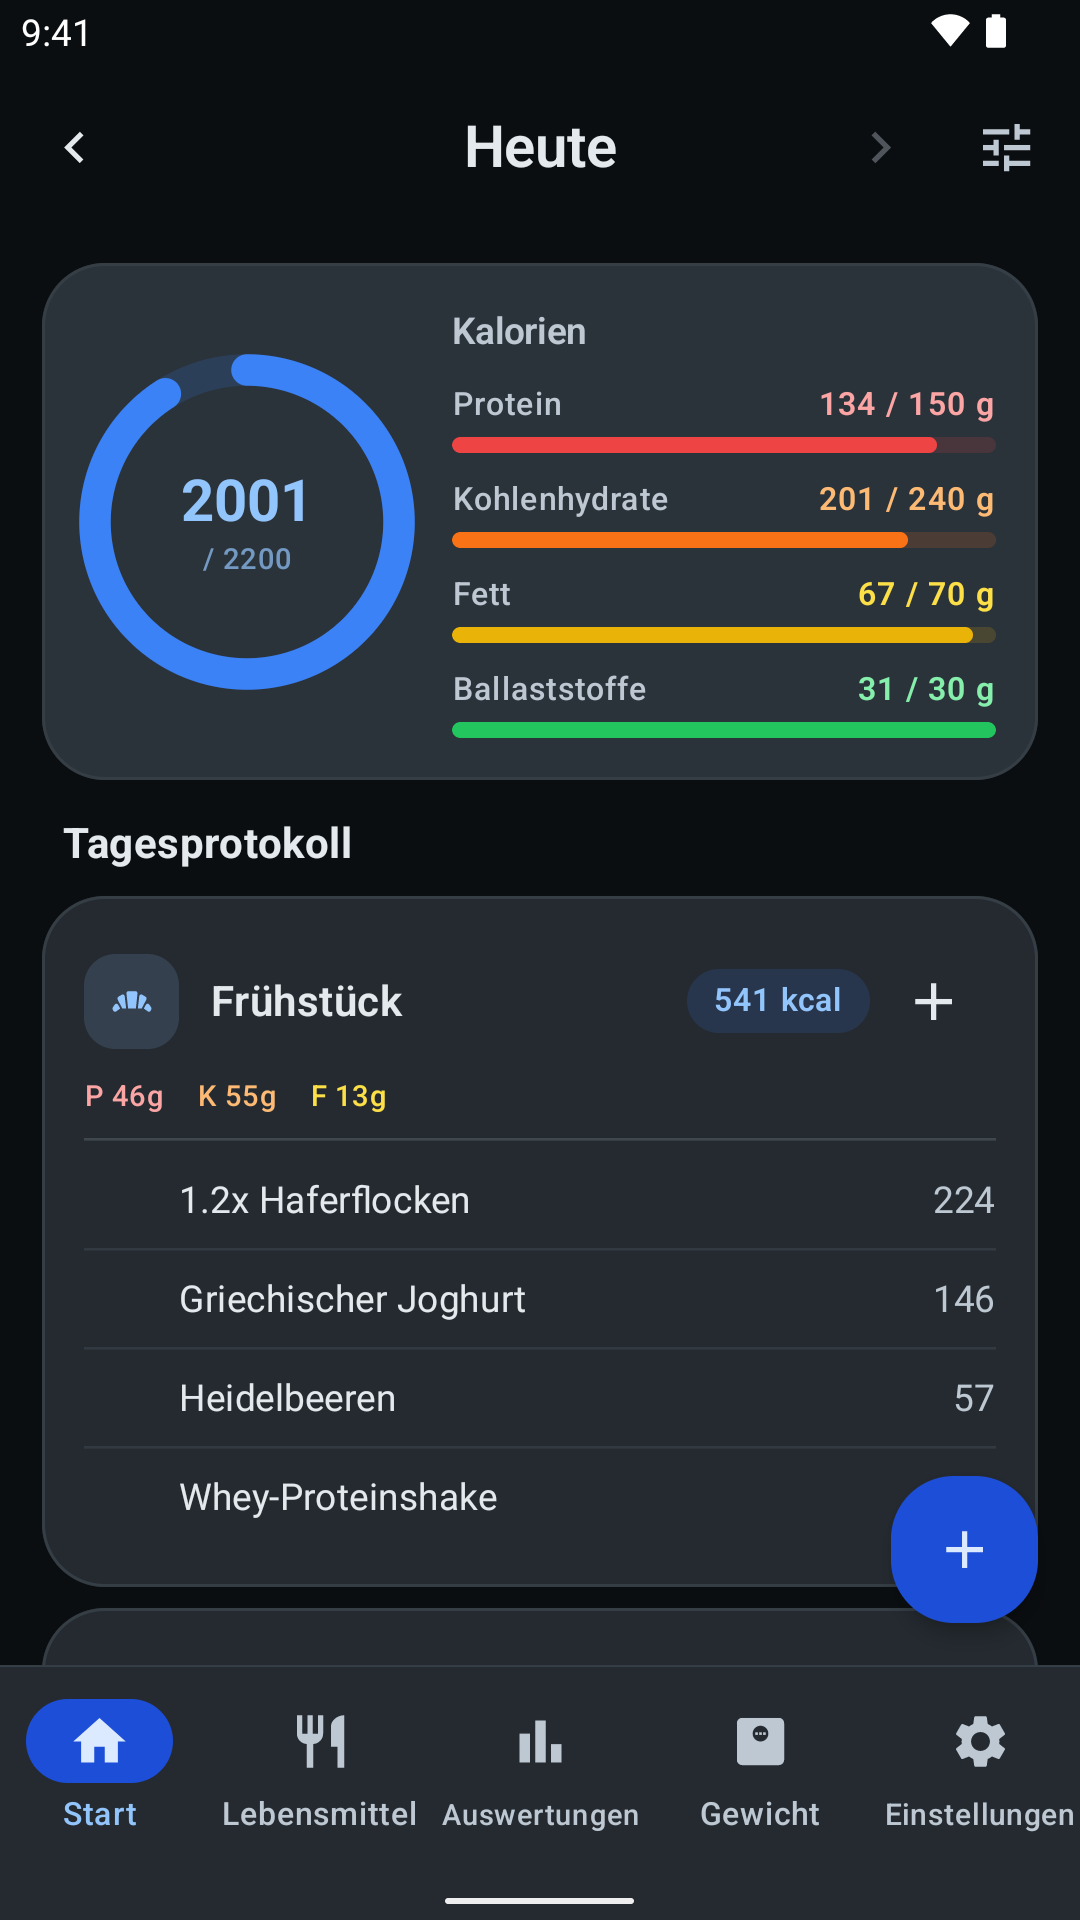 9:41
Heute
Kalorien
Protein 134 / 150 g
Kohlenhydrate 201 / 240 g
2001
/ 2200
Fett 67 / 70 g
Ballaststoffe 31 / 30 g
Tagesprotokoll
Frühstück 541 kcal
P 46g K 55g F 13g
1.2x Haferflocken 224
Griechischer Joghurt 146
Heidelbeeren 57
Whey-Proteinshake
Start Lebensmittel Auswertungen Gewicht Einstellungen